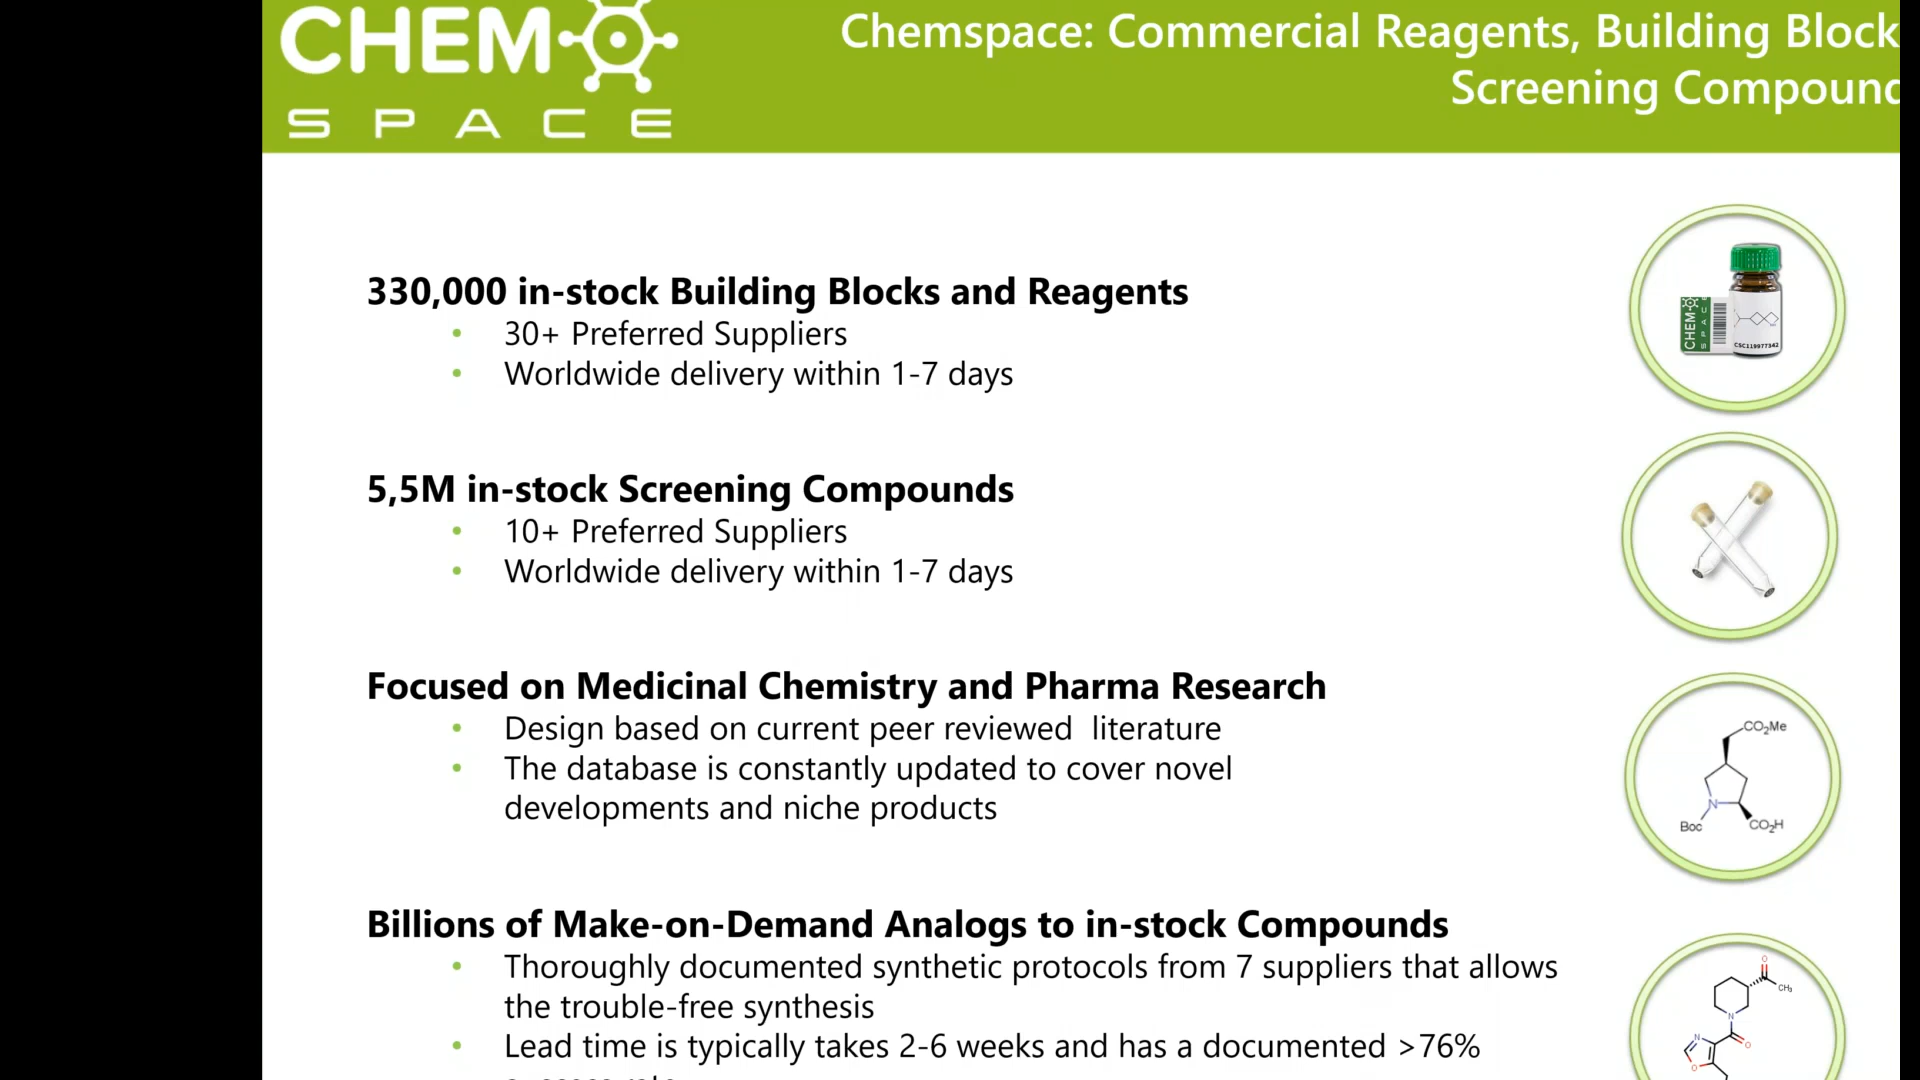 CHEM
SPACE
Chemspace: Commercial Reagents, Building Block
Screening Compound
330,000 in-stock Building Blocks and Reagents
• 30+ Preferred Suppliers
• Worldwide delivery within 1-7 days
CHEM
SPACE
CSC119977342
5,5M in-stock Screening Compounds
• 10+ Preferred Suppliers
• Worldwide delivery within 1-7 days
Focused on Medicinal Chemistry and Pharma Research
• Design based on current peer reviewed  literature
• The database is constantly updated to cover novel
developments and niche products
CO₂Me
N
Boc
CO₂H
Billions of Make-on-Demand Analogs to in-stock Compounds
• Thoroughly documented synthetic protocols from 7 suppliers that allows
the trouble-free synthesis
• Lead time is typically takes 2-6 weeks and has a documented >76%
O
CH₃
N
N
O
O